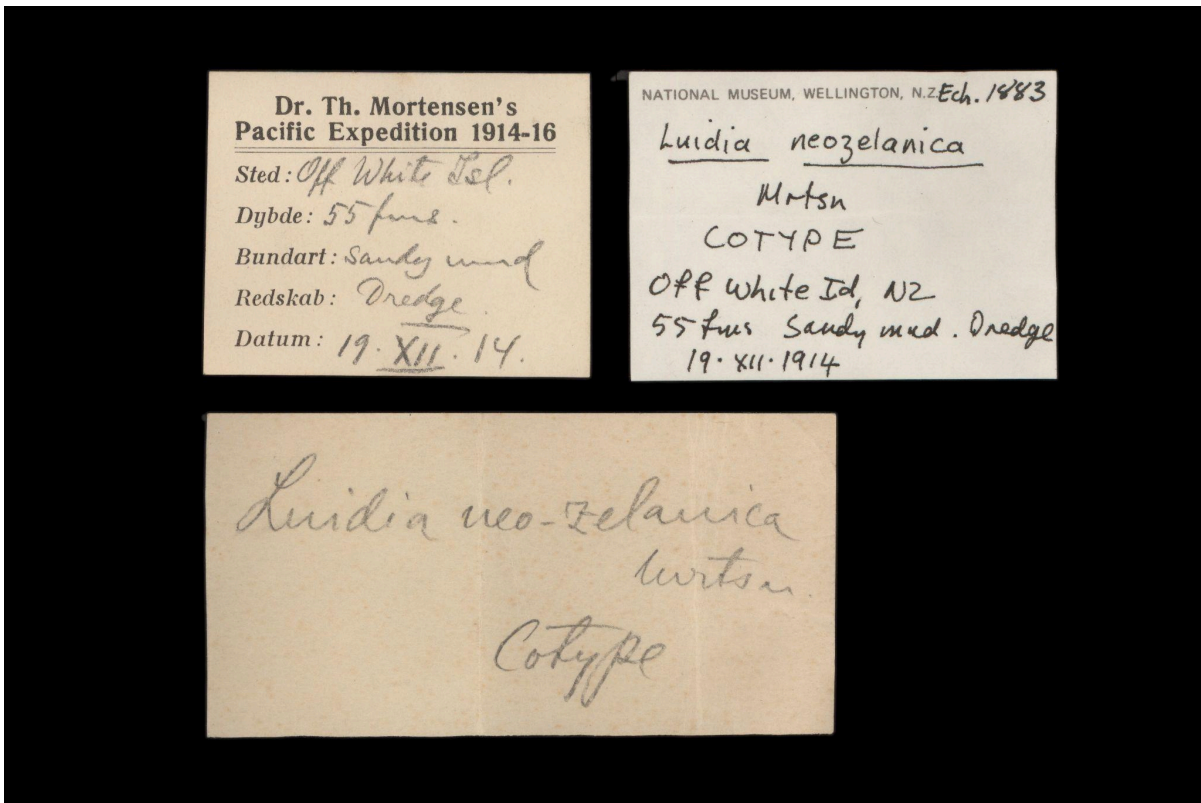 Dr. Th. Mortensen's
Pacific Expedition 1914-16
Sted: Off White Isl.
Dybde: 55 fms.
Bundart: Sandy mud
Redskab: Dredge.
Datum: 19. XII. 14.
NATIONAL MUSEUM, WELLINGTON, N.Z. Ech. 1883
Luidia neozelanica
Mrtsn
COTYPE
Off White Id, NZ
55 fms Sandy mud. Dredge
19. XII. 1914
Luidia neo-zelanica
Mrtsn.
Cotype